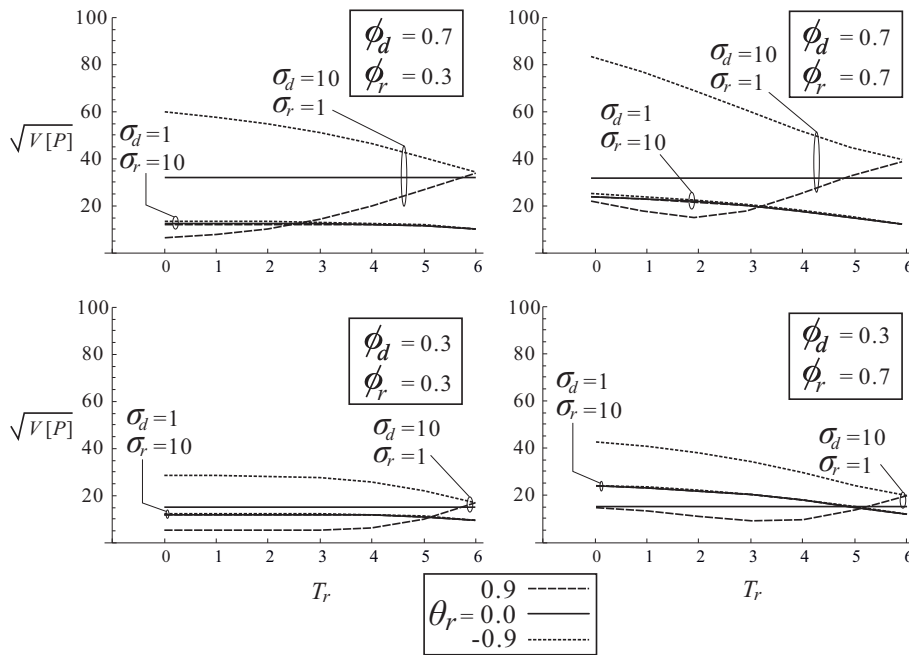 100
80
60
40
20
√V[P]
ϕd = 0.7
ϕr = 0.3
σd=10
σr=1
σd=1
σr=10
0 1 2 3 4 5 6
100
80
60
40
20
ϕd = 0.7
ϕr = 0.7
σd=10
σr=1
σd=1
σr=10
0 1 2 3 4 5 6
100
80
60
40
20
√V[P]
ϕd = 0.3
ϕr = 0.3
σd=1
σr=10
σd=10
σr=1
0 1 2 3 4 5 6
Tr
100
80
60
40
20
ϕd = 0.3
ϕr = 0.7
σd=1
σr=10
σd=10
σr=1
0 1 2 3 4 5 6
Tr
0.9
θr= 0.0
-0.9